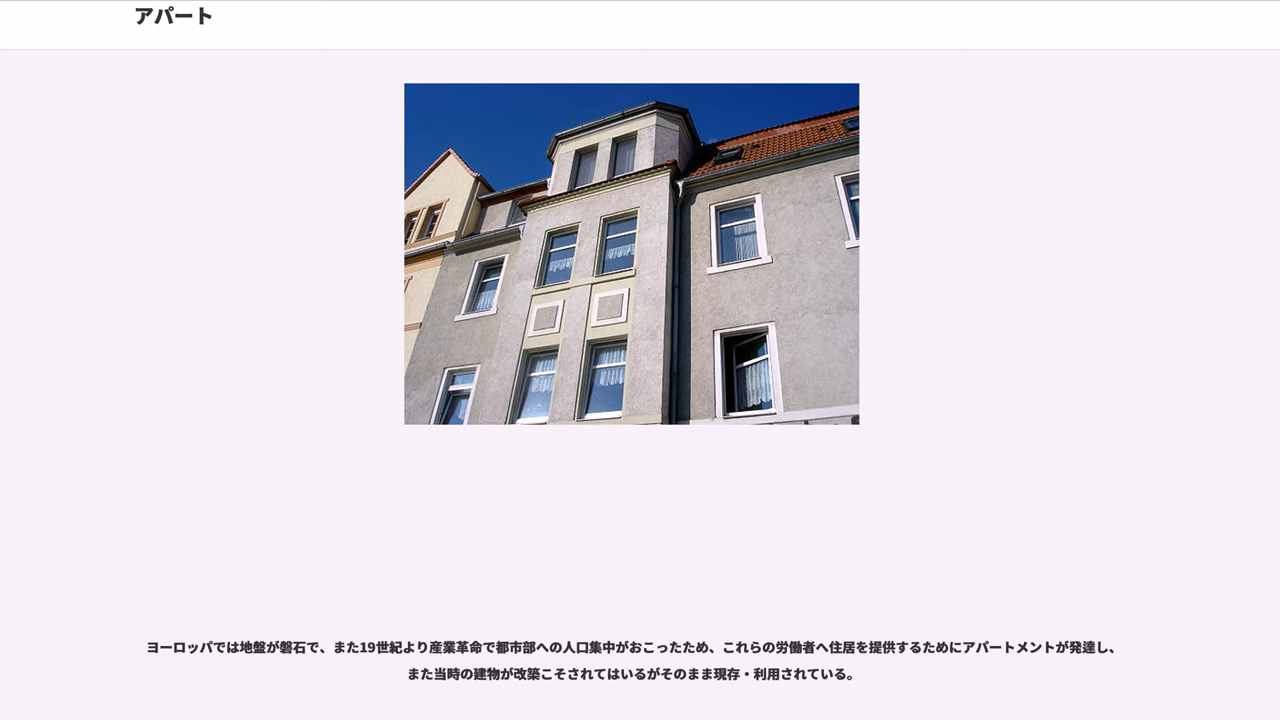 アパート
ヨーロッパでは地盤が磐石で、また19世紀より産業革命で都市部への人口集中がおこったため、これらの労働者へ住居を提供するためにアパートメントが発達し、
また当時の建物が改築こそされてはいるがそのまま現存・利用されている。